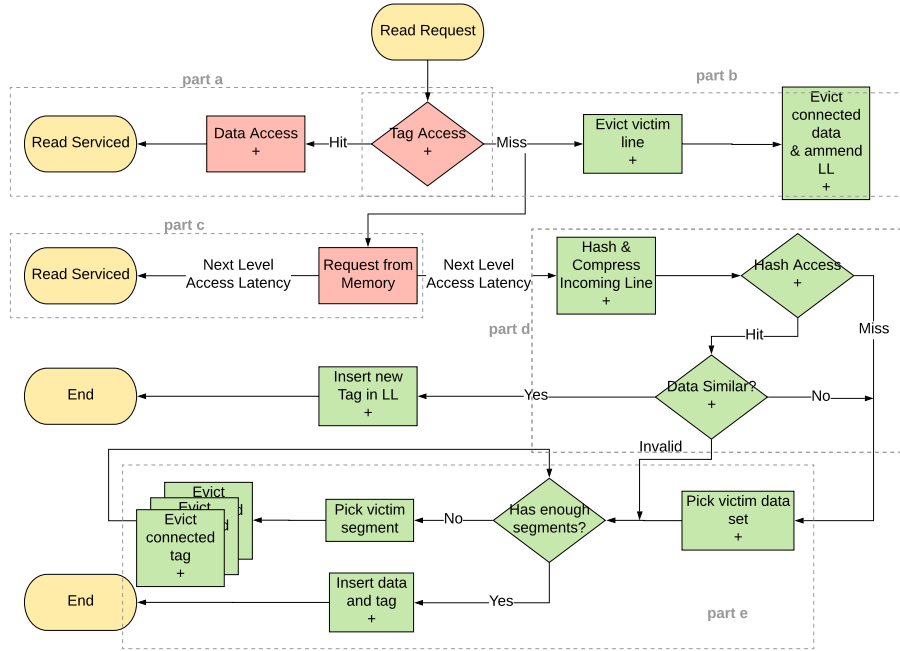 Read Request
part a
part b
Read Serviced
Data Access
+
Hit
Tag Access
+
Miss
Evict victim
line
+
Evict
connected
data
& ammend
LL
+
part c
Read Serviced
Next Level
Access Latency
Request from
Memory
Next Level
Access Latency
Hash &
Compress
Incoming Line
+
Hash Access
+
part d
Hit
Miss
End
Insert new
Tag in LL
+
Yes
Data Similar?
+
No
Invalid
Evict
Evict
Evict
connected
tag
+
Pick victim
segment
No
Has enough
segments?
Pick victim data
set
+
End
Insert data
and tag
+
Yes
part e